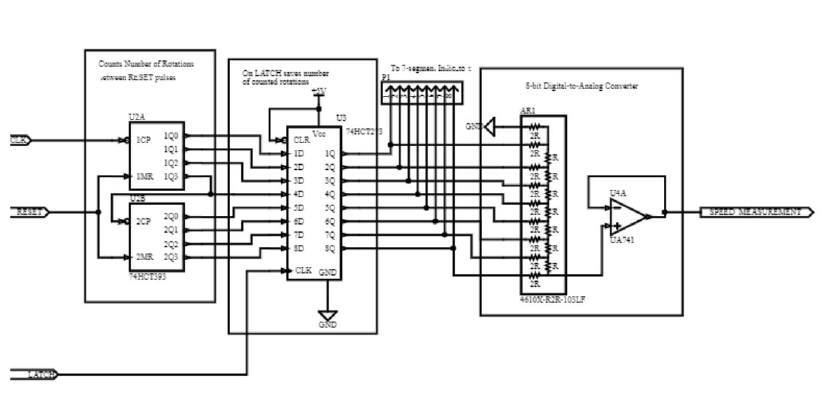 Counts Number of Rotations
between RESET pulses
On LATCH saves number
of counted rotations
To 7-segment Indicators
P1
8-bit Digital-to-Analog Converter
U2A
U3
AR1
Vcc
74HCT273
GND
CLK
1CP
1Q0
1Q1
1Q2
1Q3
1MR
CLR
1D
2D
3D
4D
5D
6D
7D
8D
CLK
GND
1Q
2Q
3Q
4Q
5Q
6Q
7Q
8Q
2R
2R
2R
2R
2R
2R
2R
2R
2R
R
R
R
R
R
R
R
U4A
UA741
RESET
SPEED MEASUREMENT
U2B
2CP
2Q0
2Q1
2Q2
2Q3
2MR
74HCT393
4610X-R2R-103LF
GND
LATCH